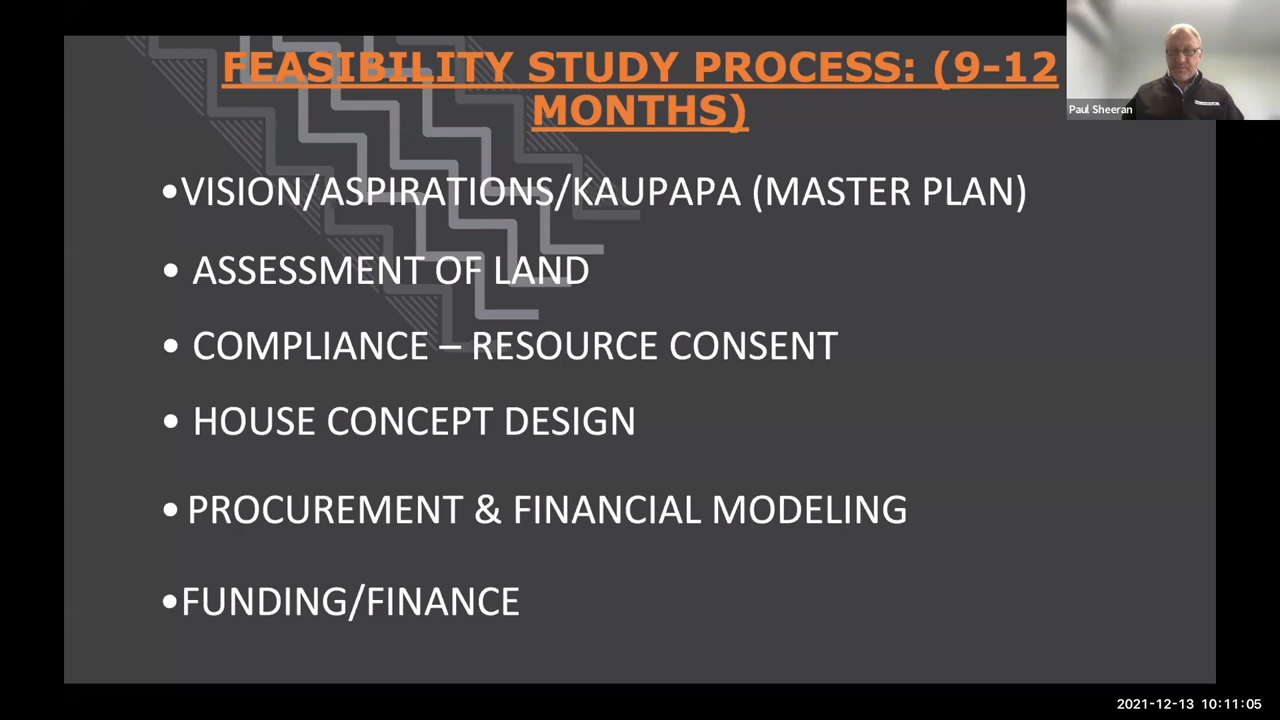 FEASIBILITY STUDY PROCESS: (9-12
MONTHS)
•VISION/ASPIRATIONS/KAUPAPA (MASTER PLAN)
• ASSESSMENT OF LAND
• COMPLIANCE – RESOURCE CONSENT
• HOUSE CONCEPT DESIGN
• PROCUREMENT & FINANCIAL MODELING
•FUNDING/FINANCE
Paul Sheeran
2021-12-13 10:11:05